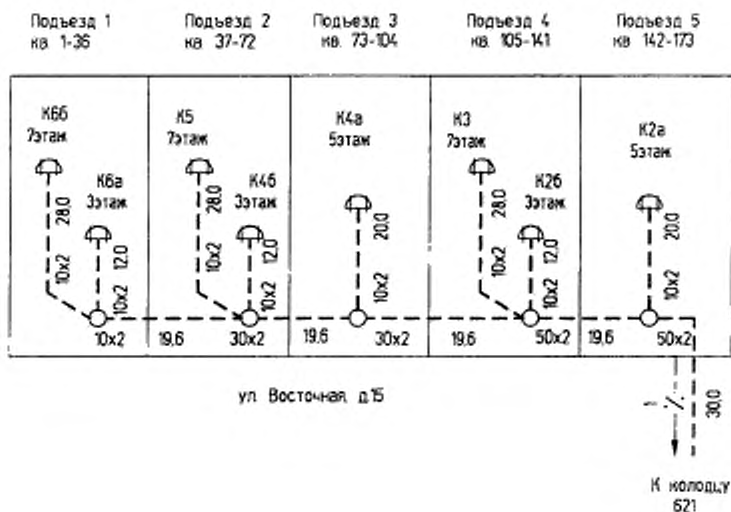 Подъезд 1
кв. 1-36
Подъезд 2
кв 37-72
Подъезд 3
кв. 73-104
Подъезд 4
кв. 105-141
Подъезд 5
кв 142-173
К6б
7этаж
К6а
3этаж
28,0
10х2
12,0
10х2
К5
7этаж
К4б
3этаж
28,0
10х2
12,0
10х2
К4а
5этаж
20,0
10х2
К3
7этаж
К2б
3этаж
28,0
10х2
12,0
10х2
К2а
5этаж
20,0
10х2
10х2
19,6
30х2
19,6
30х2
19,6
50х2
19,6
50х2
ул. Восточная, д.15
1
30,0
К колодцу
621